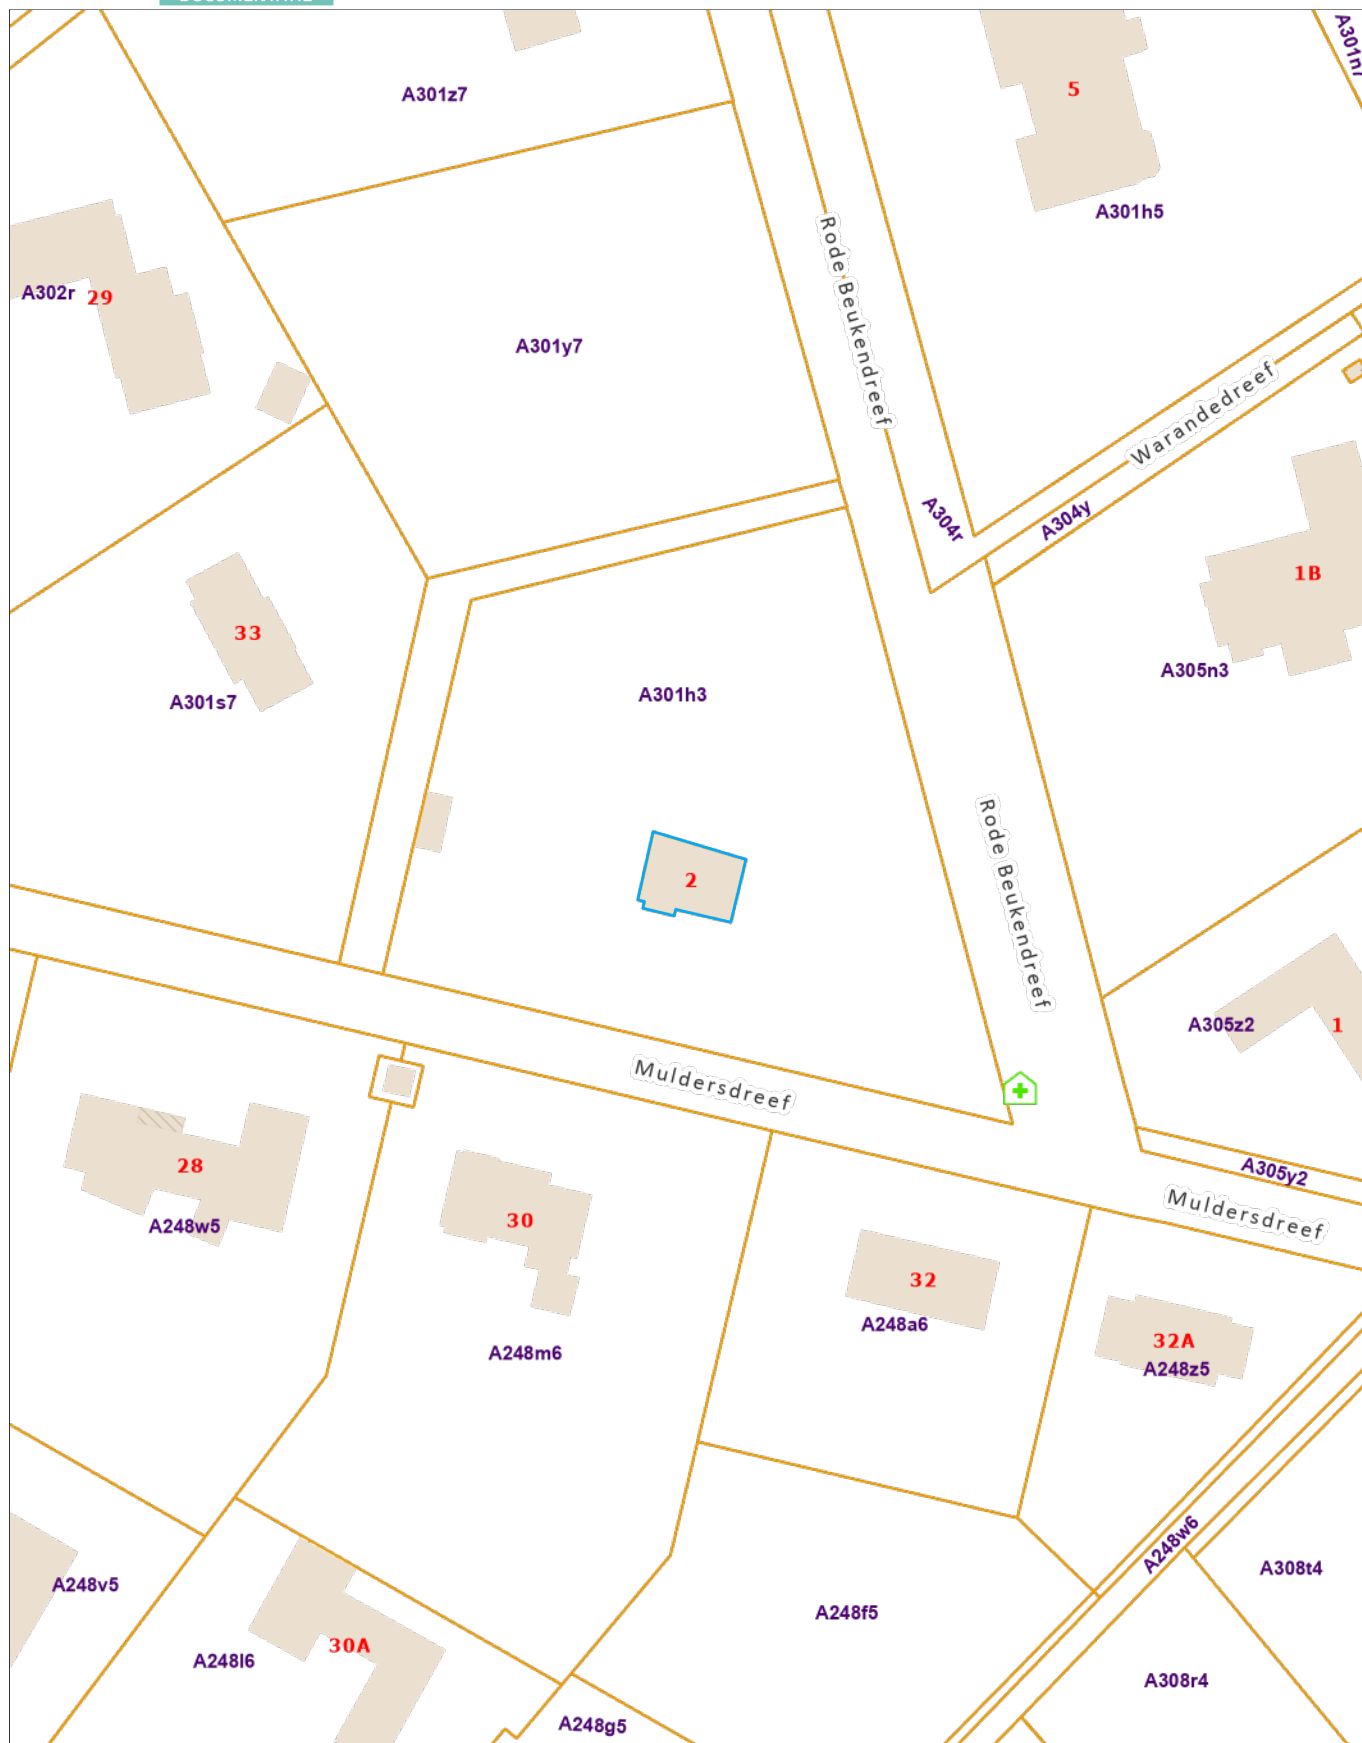 A301z7
5
A301n7
A301h5
Rode Beukendreef
A302r
29
A301y7
Warandedreef
A304r
A304y
1B
33
A305n3
A301h3
A301s7
Rode Beukendreef
2
A305z2
1
Muldersdreef
28
A305y2
Muldersdreef
A248w5
30
32
A248a6
32A
A248z5
A248m6
A248w6
A308t4
A248v5
A248f5
30A
A248l6
A308r4
A248g5